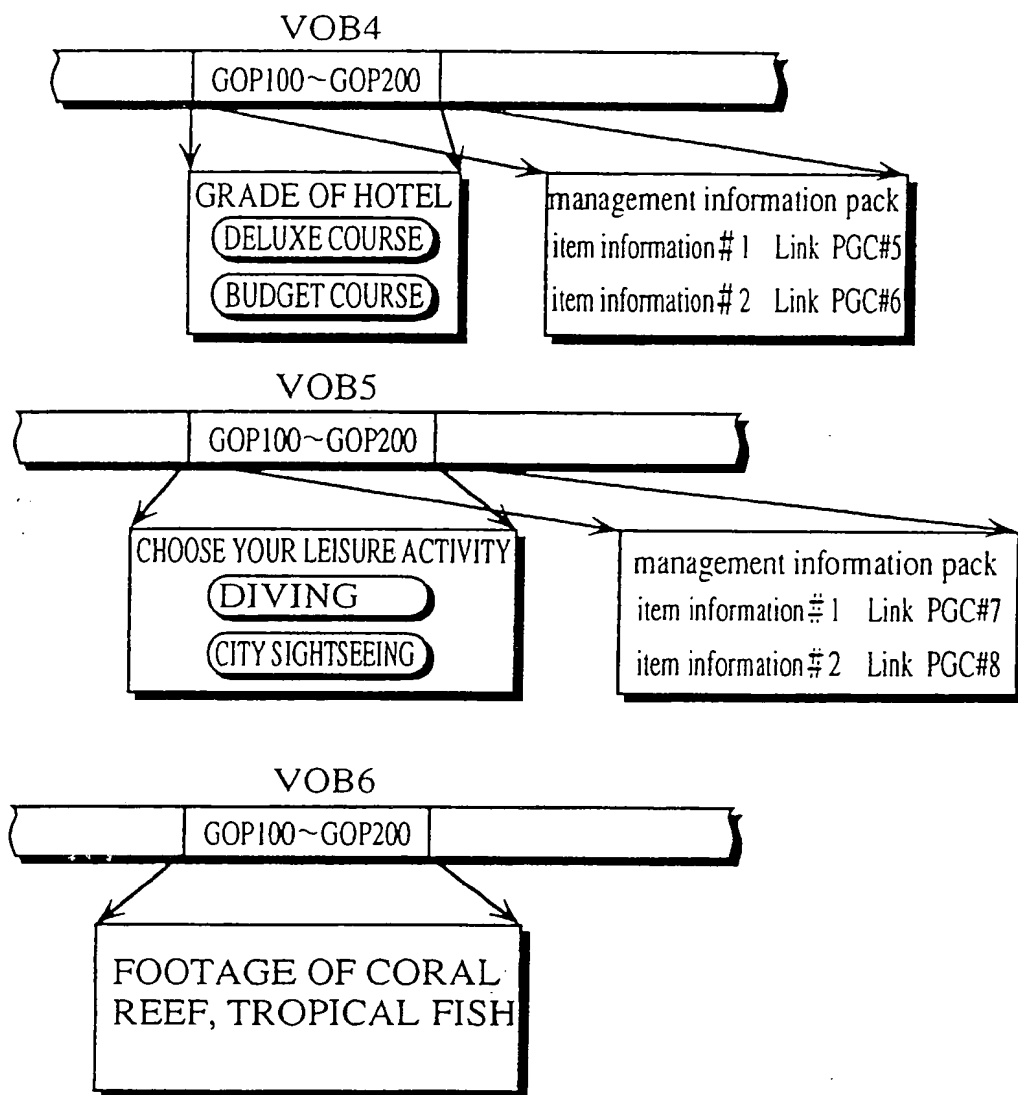 VOB4
GOP100~GOP200
GRADE OF HOTEL
DELUXE COURSE
BUDGET COURSE
management information pack
item information # 1 Link PGC#5
item information # 2 Link PGC#6
VOB5
GOP100~GOP200
CHOOSE YOUR LEISURE ACTIVITY
DIVING
CITY SIGHTSEEING
management information pack
item information # 1 Link PGC#7
item information # 2 Link PGC#8
VOB6
GOP100~GOP200
FOOTAGE OF CORAL
REEF, TROPICAL FISH